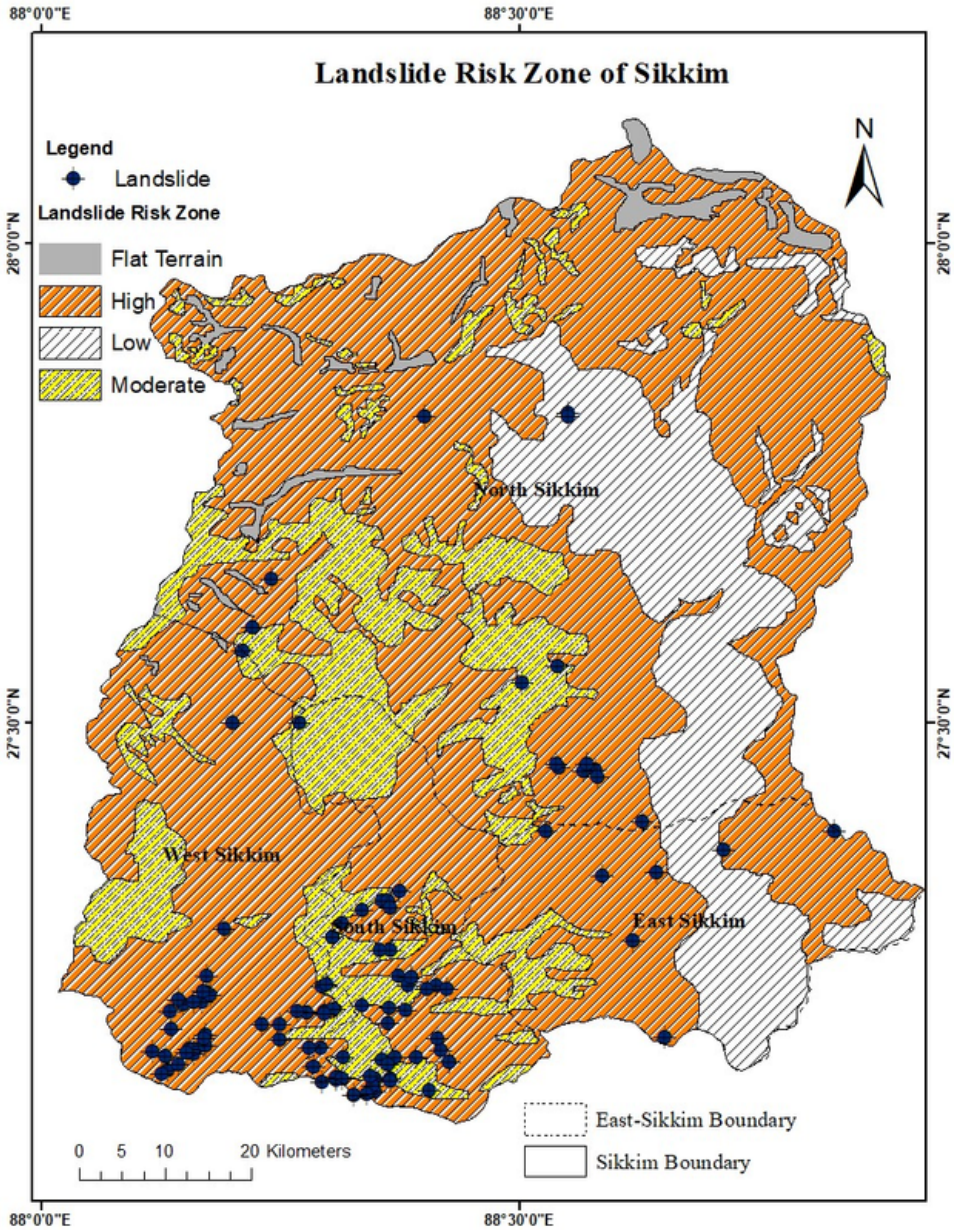 88°0'0"E 88°30'0"E
Landslide Risk Zone of Sikkim
N
Legend
Landslide
Landslide Risk Zone
Flat Terrain
High
Low
Moderate
28°0'0"N 28°0'0"N
North Sikkim
27°30'0"N 27°30'0"N
West Sikkim
South Sikkim
East Sikkim
East-Sikkim Boundary
Sikkim Boundary
0 5 10 20 Kilometers
88°0'0"E 88°30'0"E